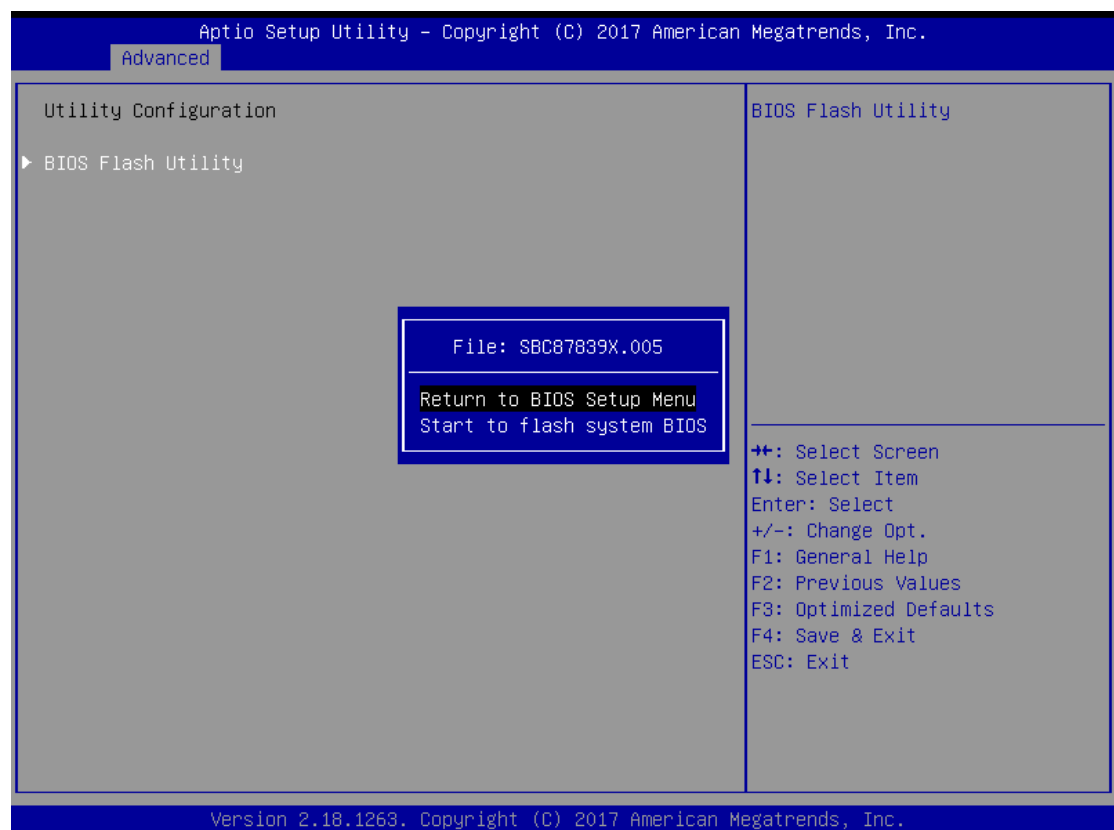 Aptio Setup Utility – Copyright (C) 2017 American Megatrends, Inc.
Advanced
Utility Configuration
▶ BIOS Flash Utility
BIOS Flash Utility
File: SBC87839X.005
Return to BIOS Setup Menu
Start to flash system BIOS
→←: Select Screen
↑↓: Select Item
Enter: Select
+/-: Change Opt.
F1: General Help
F2: Previous Values
F3: Optimized Defaults
F4: Save & Exit
ESC: Exit
Version 2.18.1263. Copyright (C) 2017 American Megatrends, Inc.